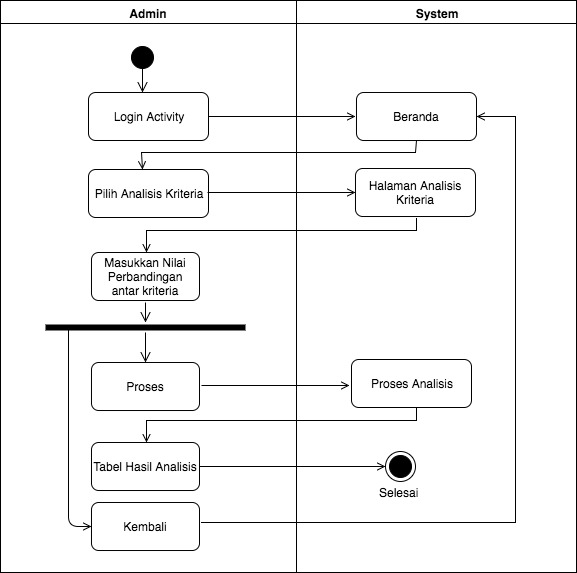 Admin
System
Login Activity
Beranda
Pilih Analisis Kriteria
Halaman Analisis
Kriteria
Masukkan Nilai
Perbandingan
antar kriteria
Proses
Proses Analisis
Tabel Hasil Analisis
Selesai
Kembali